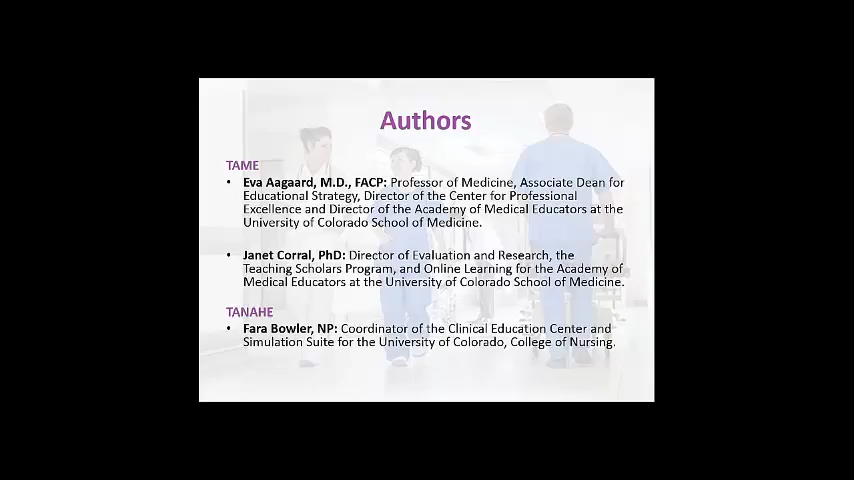 Authors
TAME
• Eva Aagaard, M.D., FACP: Professor of Medicine, Associate Dean for
Educational Strategy, Director of the Center for Professional
Excellence and Director of the Academy of Medical Educators at the
University of Colorado School of Medicine.
• Janet Corral, PhD: Director of Evaluation and Research, the
Teaching Scholars Program, and Online Learning for the Academy of
Medical Educators at the University of Colorado School of Medicine.
TANAHE
• Fara Bowler, NP: Coordinator of the Clinical Education Center and
Simulation Suite for the University of Colorado, College of Nursing.